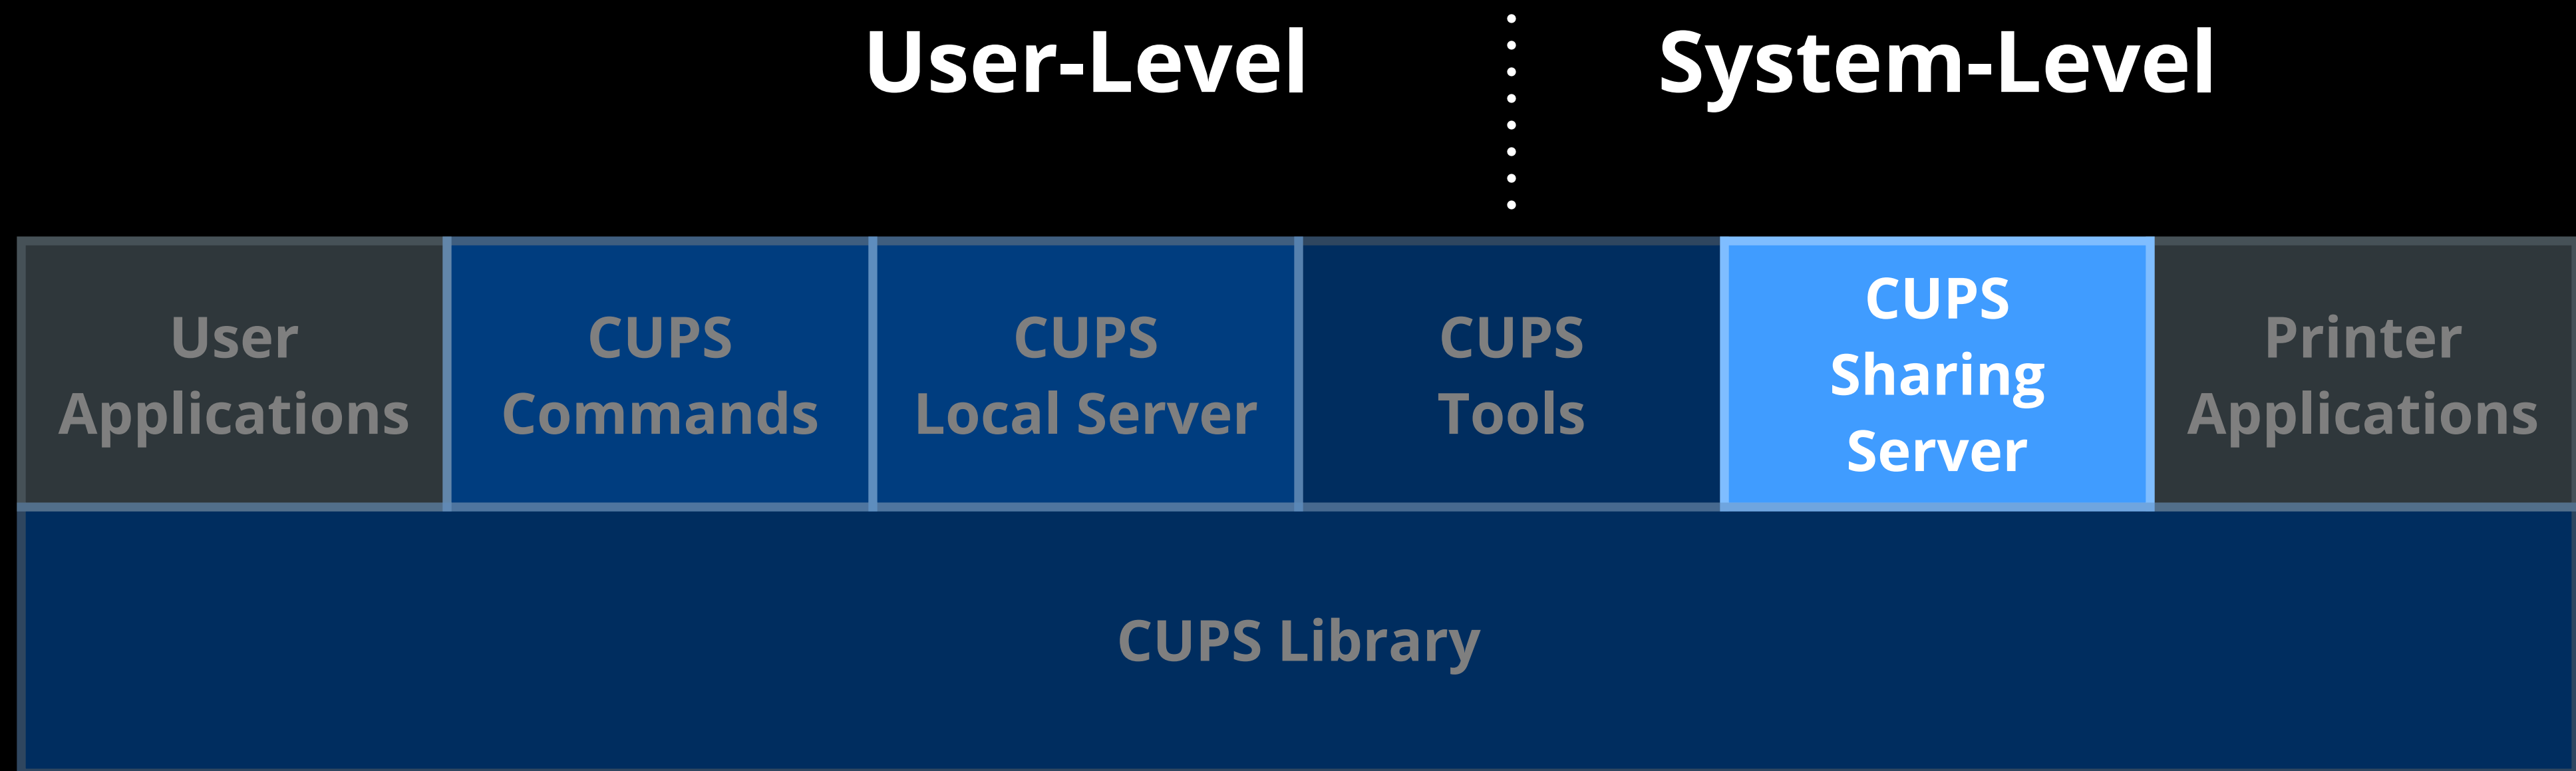 User-Level
System-Level
User
Applications
CUPS
Commands
CUPS
Local Server
CUPS
Tools
CUPS
Sharing
Server
Printer
Applications
CUPS Library